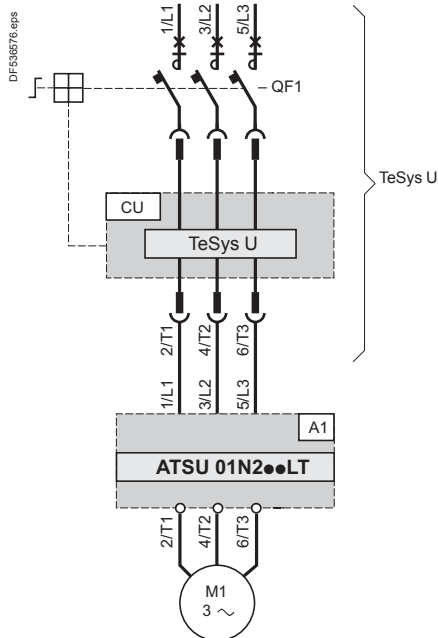 DF536576.eps
1/L1
3/L2
5/L3
QF1
TeSys U
CU
TeSys U
2/T1
4/T2
6/T3
1/L1
3/L2
5/L3
A1
ATSU 01N2●●LT
2/T1
4/T2
6/T3
M1
3 ~